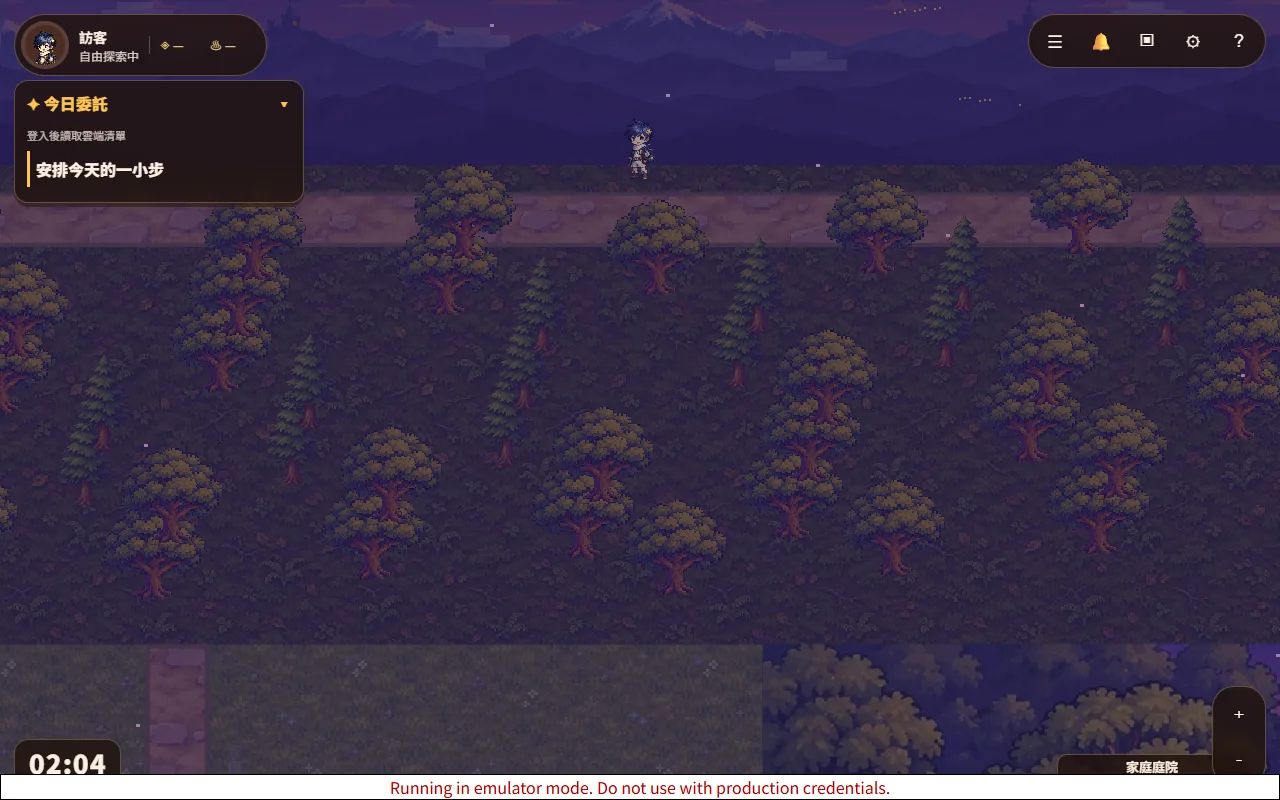 訪客
自由探索中
✦ 今日委託
登入後讀取雲端清單
安排今天的一小步
?
+
-
02:04
家庭庭院
Running in emulator mode. Do not use with production credentials.